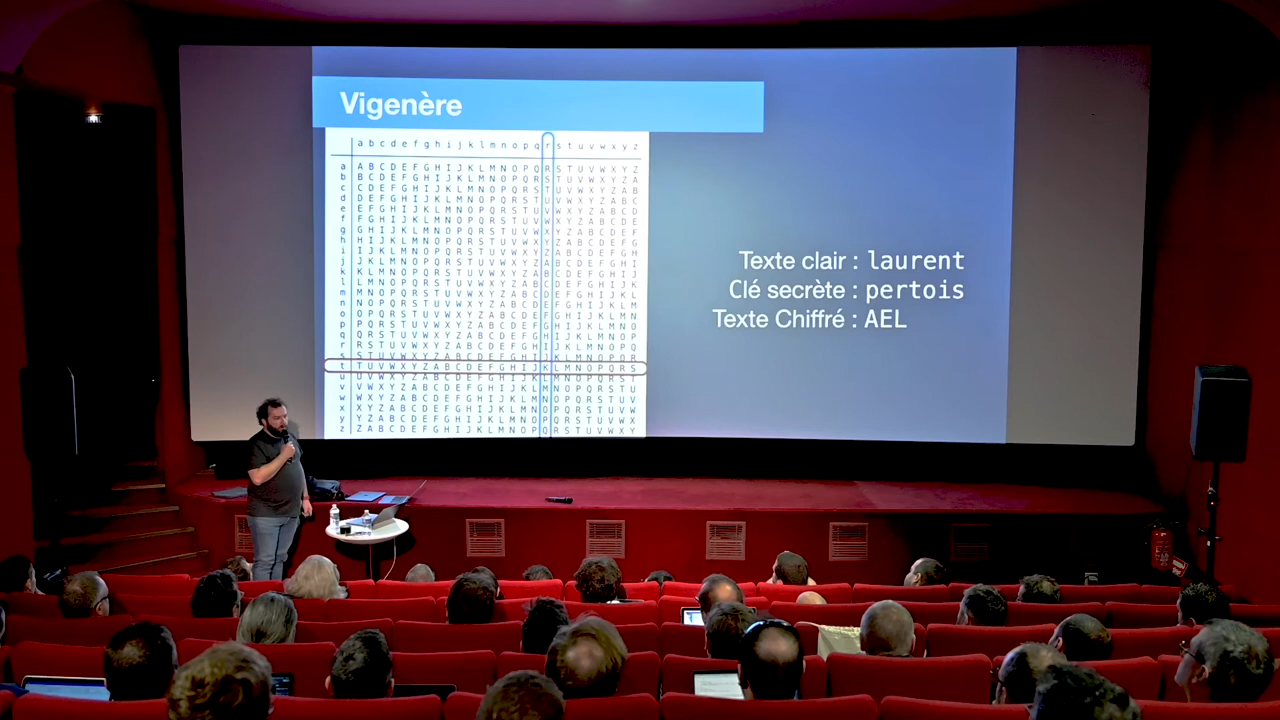 Vigenère
a b c d e f g h i j k l m n o p q r s t u v w x y z
a A B C D E F G H I J K L M N O P Q R S T U V W X Y Z
b B C D E F G H I J K L M N O P Q R S T U V W X Y Z A
c C D E F G H I J K L M N O P Q R S T U V W X Y Z A B
d D E F G H I J K L M N O P Q R S T U V W X Y Z A B C
e E F G H I J K L M N O P Q R S T U V W X Y Z A B C D
f F G H I J K L M N O P Q R S T U V W X Y Z A B C D E
g G H I J K L M N O P Q R S T U V W X Y Z A B C D E F
h H I J K L M N O P Q R S T U V W X Y Z A B C D E F G
i I J K L M N O P Q R S T U V W X Y Z A B C D E F G H
j J K L M N O P Q R S T U V W X Y Z A B C D E F G H I
k K L M N O P Q R S T U V W X Y Z A B C D E F G H I J
l L M N O P Q R S T U V W X Y Z A B C D E F G H I J K
m M N O P Q R S T U V W X Y Z A B C D E F G H I J K L
n N O P Q R S T U V W X Y Z A B C D E F G H I J K L M
o O P Q R S T U V W X Y Z A B C D E F G H I J K L M N
p P Q R S T U V W X Y Z A B C D E F G H I J K L M N O
q Q R S T U V W X Y Z A B C D E F G H I J K L M N O P
r R S T U V W X Y Z A B C D E F G H I J K L M N O P Q
s S T U V W X Y Z A B C D E F G H I J K L M N O P Q R
t T U V W X Y Z A B C D E F G H I J K L M N O P Q R S
u U V W X Y Z A B C D E F G H I J K L M N O P Q R S T
v V W X Y Z A B C D E F G H I J K L M N O P Q R S T U
w W X Y Z A B C D E F G H I J K L M N O P Q R S T U V
x X Y Z A B C D E F G H I J K L M N O P Q R S T U V W
y Y Z A B C D E F G H I J K L M N O P Q R S T U V W X
z Z A B C D E F G H I J K L M N O P Q R S T U V W X Y
Texte clair : laurent
Clé secrète : pertois
Texte Chiffré : AEL